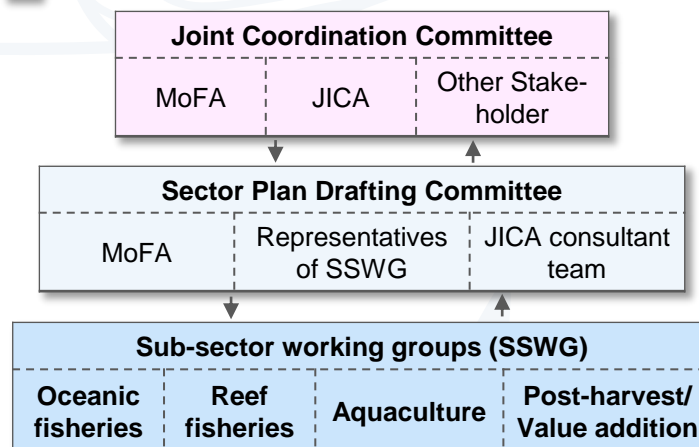 Joint Coordination Committee
MoFA
JICA
Other Stake-
holder
Sector Plan Drafting Committee
MoFA
Representatives
of SSWG
JICA consultant
team
Sub-sector working groups (SSWG)
Oceanic
fisheries
Reef
fisheries
Aquaculture
Post-harvest/
Value addition